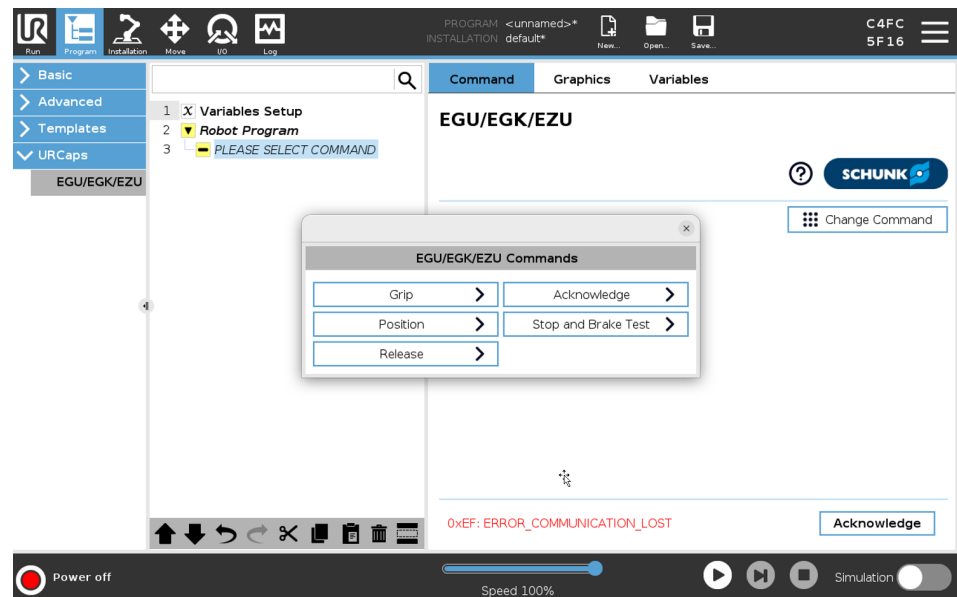 PROGRAM <unnamed>*
INSTALLATION default*
C4FC
5F16
Run Program Installation Move I/O Log New... Open... Save...
Basic
Advanced
Templates
URCaps
EGU/EGK/EZU
1 X Variables Setup
2 Robot Program
3 PLEASE SELECT COMMAND
Command Graphics Variables
EGU/EGK/EZU
SCHUNK
Change Command
EGU/EGK/EZU Commands
Grip Acknowledge
Position Stop and Brake Test
Release
0xEF: ERROR_COMMUNICATION_LOST Acknowledge
Power off
Speed 100%
Simulation